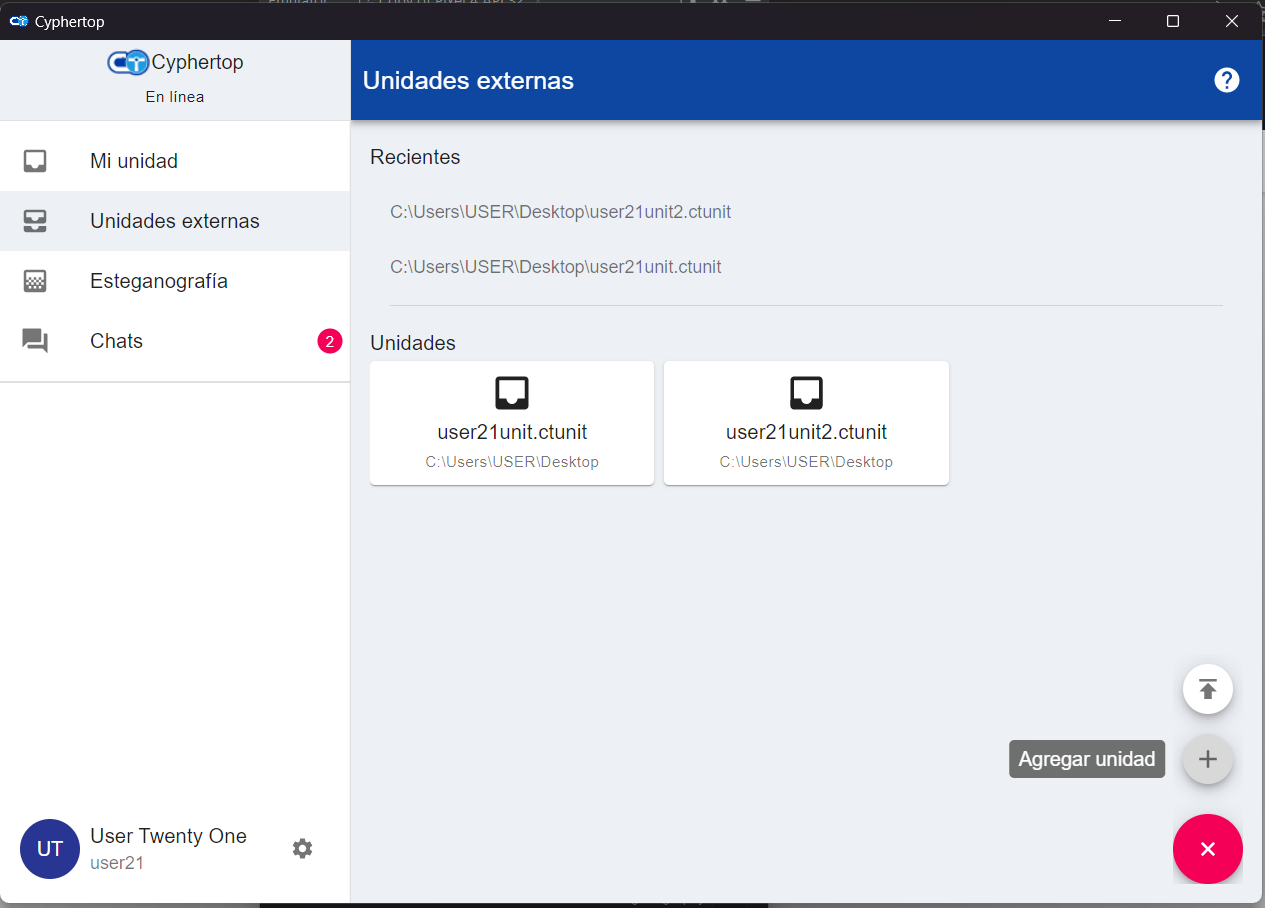 Cyphertop
Cyphertop
En línea
Mi unidad
Unidades externas
Esteganografía
Chats
2
UT
User Twenty One
user21
Unidades externas
?
Recientes
C:\Users\USER\Desktop\user21unit2.ctunit
C:\Users\USER\Desktop\user21unit.ctunit
Unidades
user21unit.ctunit
C:\Users\USER\Desktop
user21unit2.ctunit
C:\Users\USER\Desktop
Agregar unidad